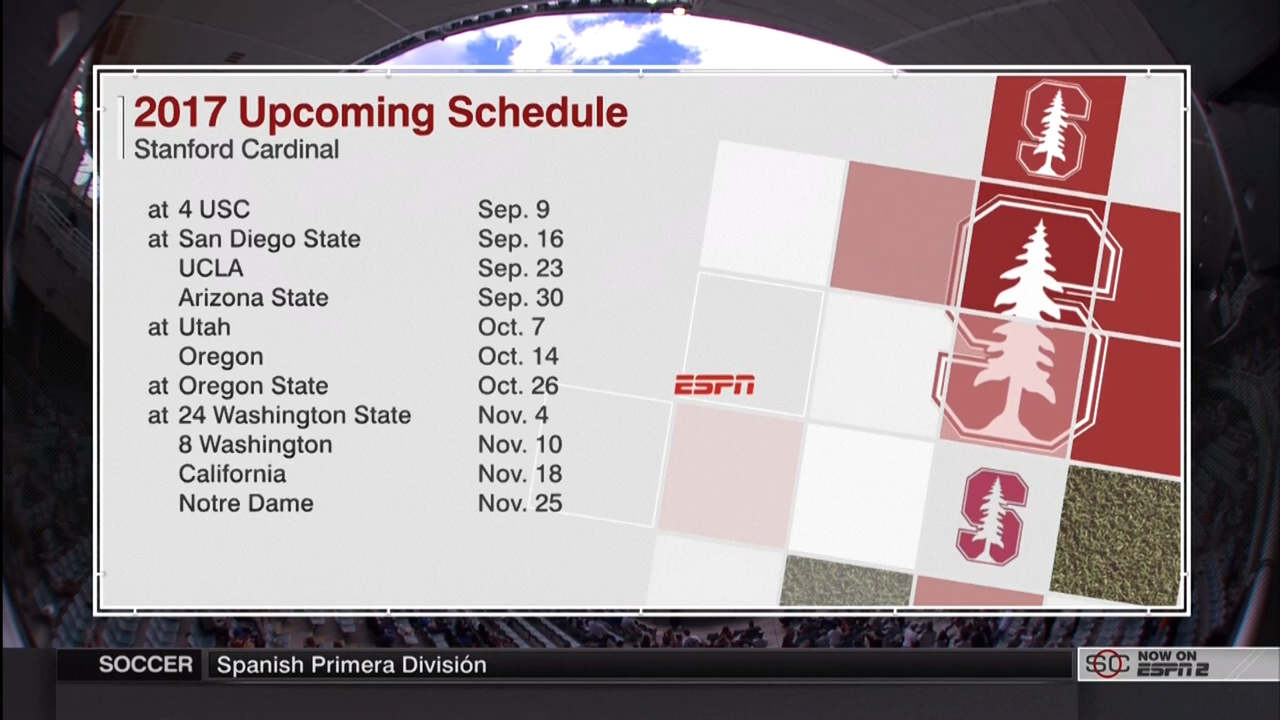 2017 Upcoming Schedule
Stanford Cardinal
at 4 USC Sep. 9
at San Diego State Sep. 16
UCLA Sep. 23
Arizona State Sep. 30
at Utah Oct. 7
Oregon Oct. 14
at Oregon State Oct. 26
at 24 Washington State Nov. 4
8 Washington Nov. 10
California Nov. 18
Notre Dame Nov. 25
ESPN
S
S
S
SOCCER Spanish Primera División
SC NOW ON
ESPN 2